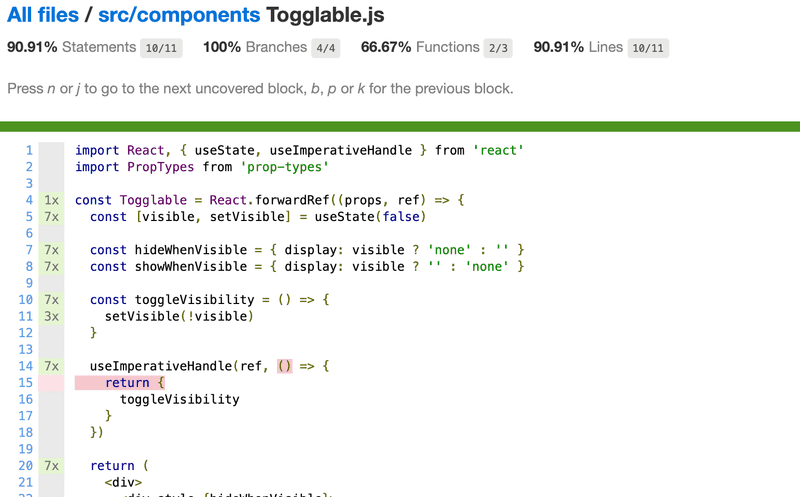 All files / src/components Togglable.js
90.91% Statements 10/11 100% Branches 4/4 66.67% Functions 2/3 90.91% Lines 10/11
Press n or j to go to the next uncovered block, b, p or k for the previous block.
1 import React, { useState, useImperativeHandle } from 'react'
2 import PropTypes from 'prop-types'
3
4 1x const Togglable = React.forwardRef((props, ref) => {
5 7x const [visible, setVisible] = useState(false)
6
7 7x const hideWhenVisible = { display: visible ? 'none' : '' }
8 7x const showWhenVisible = { display: visible ? '' : 'none' }
9
10 7x const toggleVisibility = () => {
11 3x setVisible(!visible)
12 }
13
14 7x useImperativeHandle(ref, () => {
15 return {
16 toggleVisibility
17 }
18 })
19
20 7x return (
21 <div>
22 <div style={hideWhenVisible}>